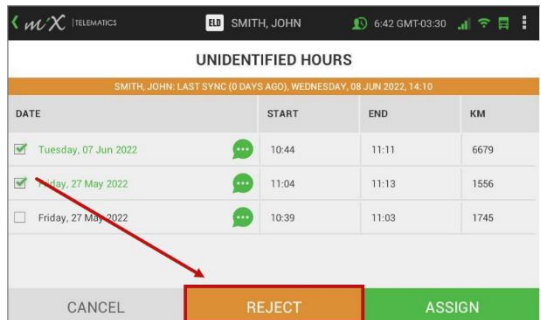 mix TELEMATICS ELD SMITH, JOHN 6:42 GMT-03:30
UNIDENTIFIED HOURS
SMITH, JOHN: LAST SYNC (0 DAYS AGO), WEDNESDAY, 08 JUN 2022, 14:10
DATE START END KM
Tuesday, 07 Jun 2022 10:44 11:11 6679
Friday, 27 May 2022 11:04 11:13 1556
Friday, 27 May 2022 10:39 11:03 1745
CANCEL REJECT ASSIGN